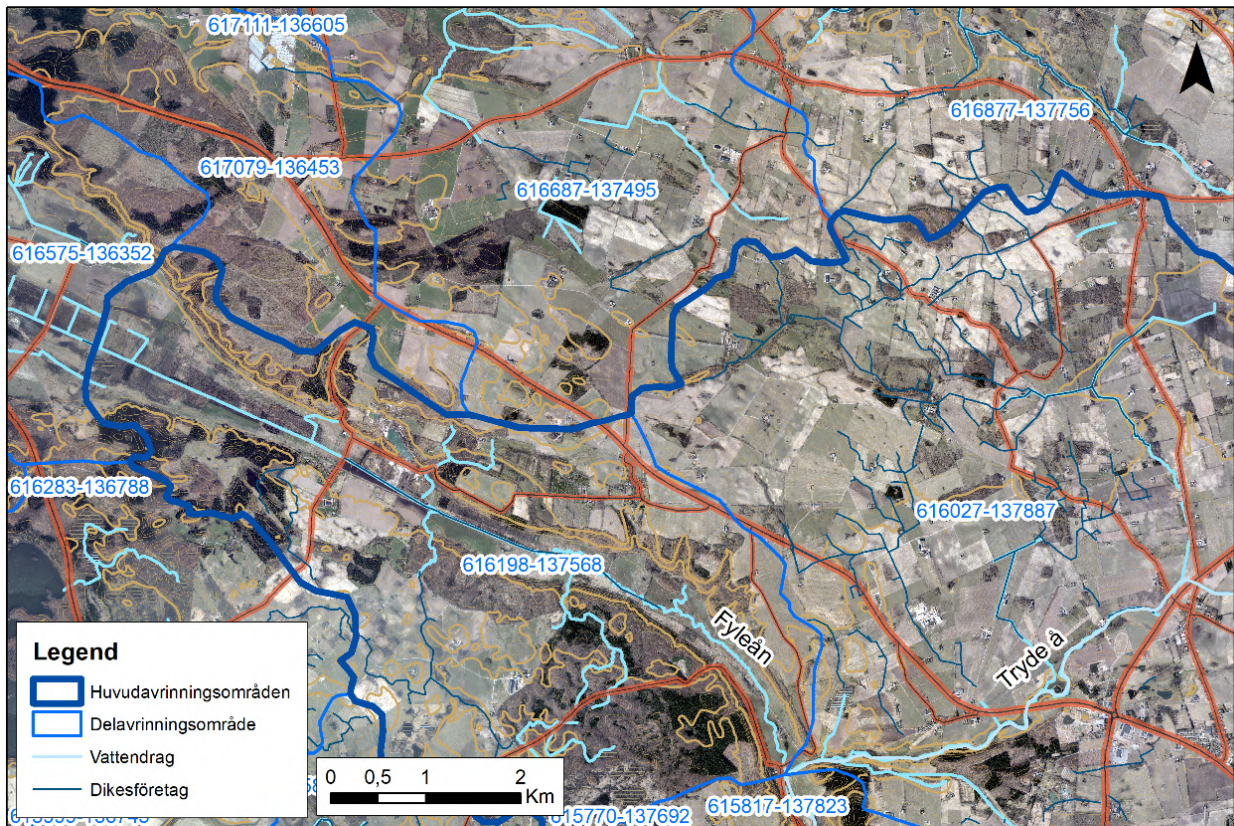 617111-136605
N
616877-137756
617079-136453
616687-137495
616575-136352
616283-136788
616027-137887
616198-137568
Fyleån
Tryde å
Legend
Huvudavrinningsområden
Delavrinningsområde
Vattendrag
Dikesföretag
0 0,5 1 2
Km
615770-137692
615817-137823